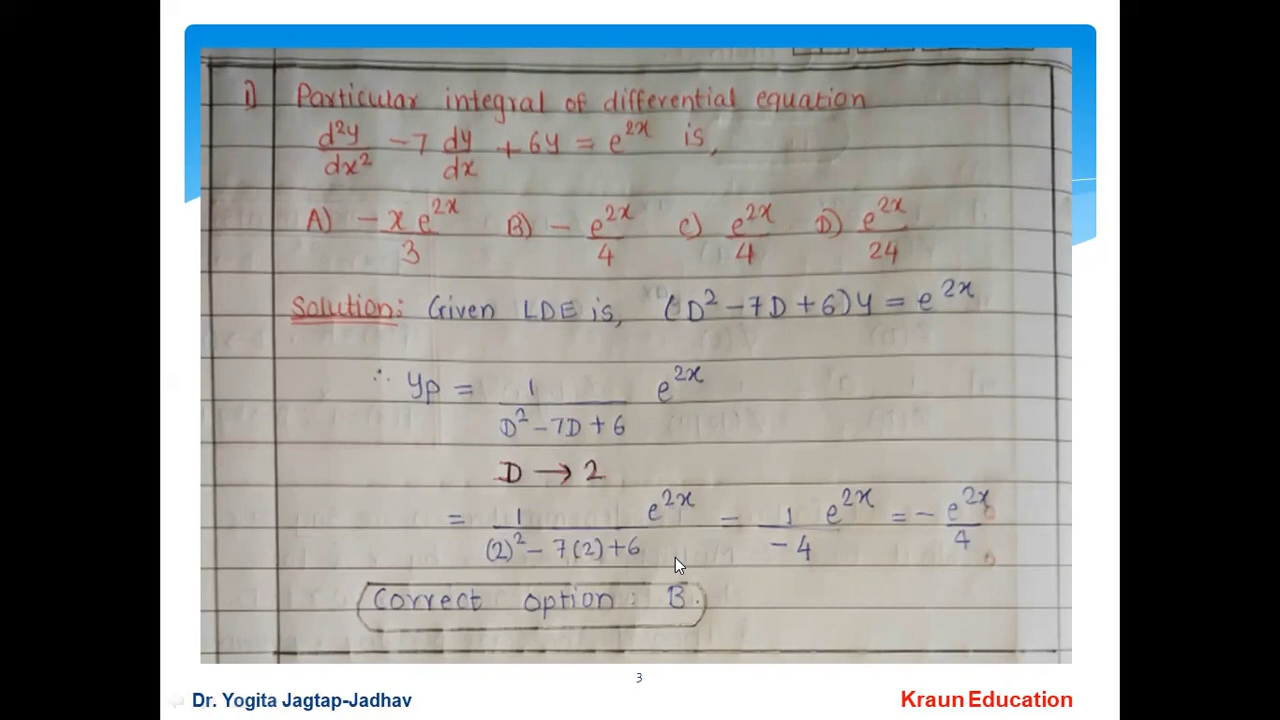 1) Particular integral of differential equation
d²y/dx² - 7 dy/dx + 6y = e^2x is,
A) - x e^2x / 3 B) - e^2x / 4 C) e^2x / 4 D) e^2x / 24
Solution: Given LDE is, (D² - 7D + 6)y = e^2x
∴ yp = 1 / D² - 7D + 6 e^2x
D → 2
= 1 / (2)² - 7(2) + 6 e^2x = 1 / -4 e^2x = - e^2x / 4
Correct option: B.
3
Dr. Yogita Jagtap-Jadhav
Kraun Education